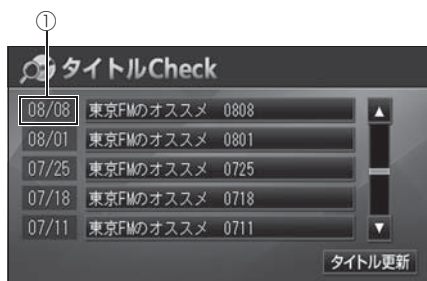 ①
タイトルCheck
08/08 東京FMのオススメ 0808
08/01 東京FMのオススメ 0801
07/25 東京FMのオススメ 0725
07/18 東京FMのオススメ 0718
07/11 東京FMのオススメ 0711
タイトル更新